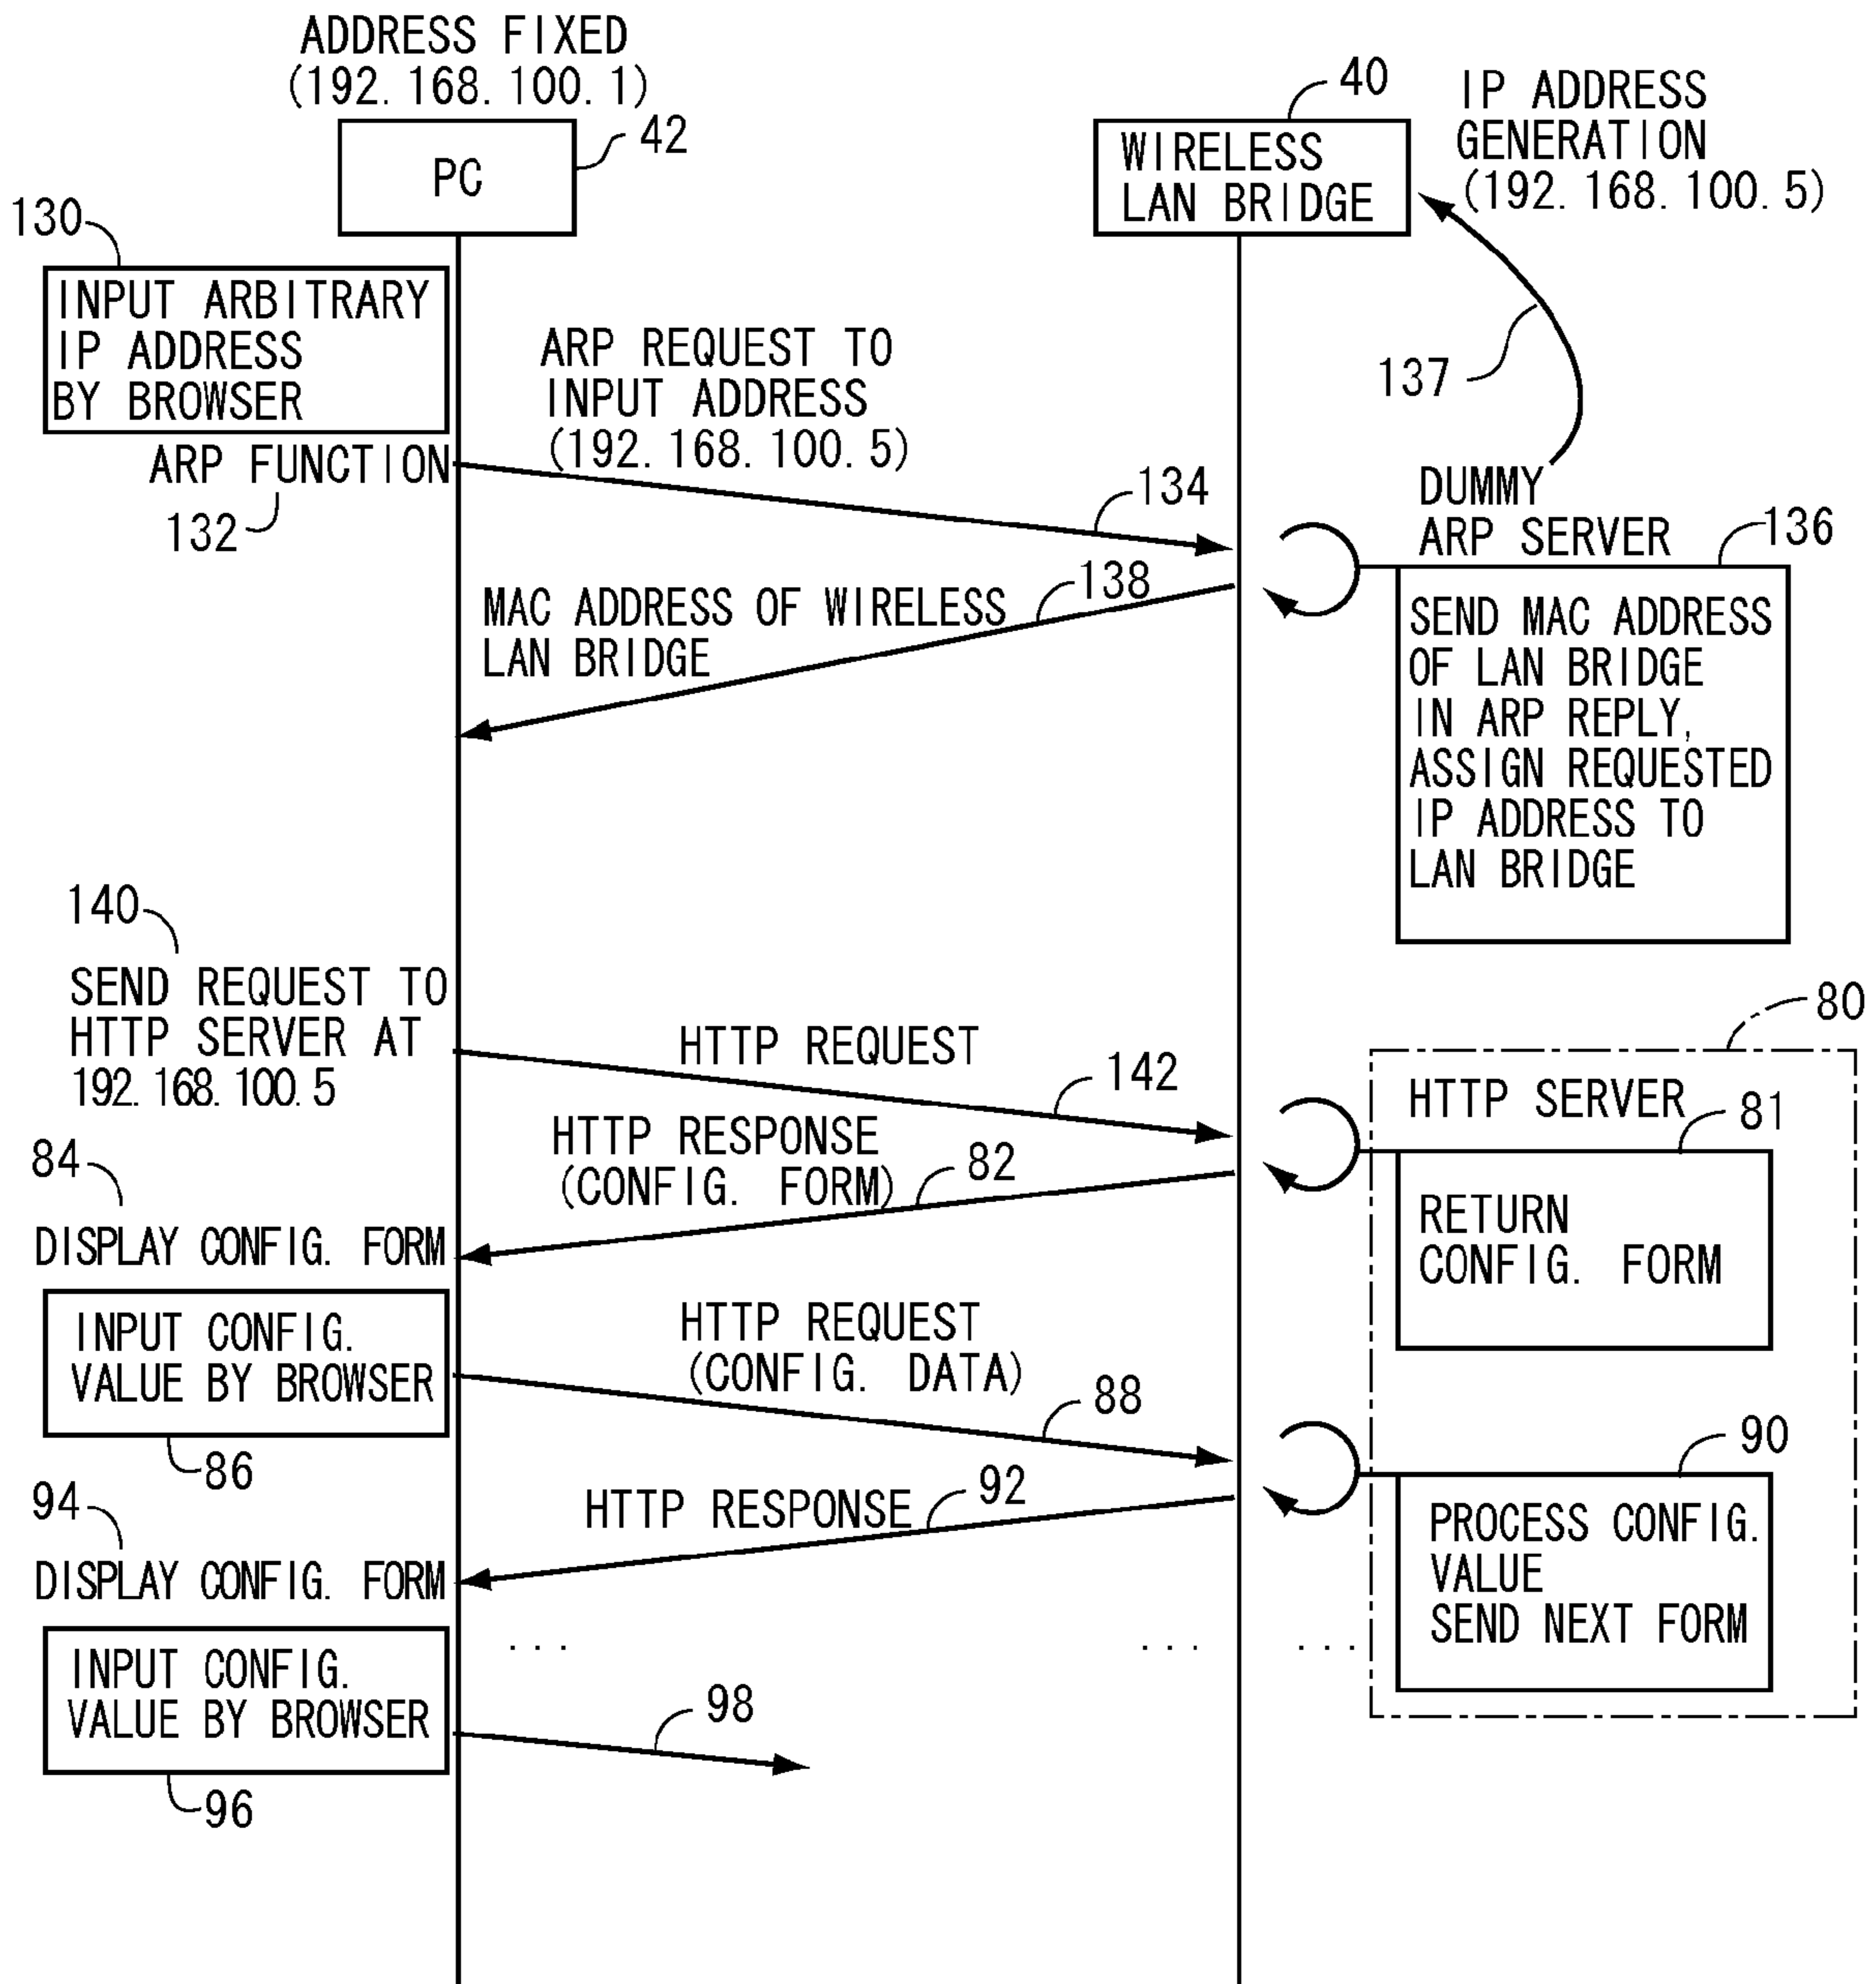 ADDRESS FIXED
(192. 168. 100. 1)
42
PC
40
WIRELESS
LAN BRIDGE
IP ADDRESS
GENERATION
(192. 168. 100. 5)
130
INPUT ARBITRARY
IP ADDRESS
BY BROWSER
ARP FUNCTION
132
ARP REQUEST TO
INPUT ADDRESS
(192. 168. 100. 5)
134
137
DUMMY
ARP SERVER
136
SEND MAC ADDRESS
OF LAN BRIDGE
IN ARP REPLY,
ASSIGN REQUESTED
IP ADDRESS TO
LAN BRIDGE
138
MAC ADDRESS OF WIRELESS
LAN BRIDGE
140
SEND REQUEST TO
HTTP SERVER AT
192. 168. 100. 5
HTTP REQUEST
142
80
HTTP SERVER
81
RETURN
CONFIG. FORM
HTTP RESPONSE
(CONFIG. FORM)
82
84
DISPLAY CONFIG. FORM
INPUT CONFIG.
VALUE BY BROWSER
86
HTTP REQUEST
(CONFIG. DATA)
88
90
PROCESS CONFIG.
VALUE
SEND NEXT FORM
HTTP RESPONSE
92
94
DISPLAY CONFIG. FORM
INPUT CONFIG.
VALUE BY BROWSER
96
... ... ...
98